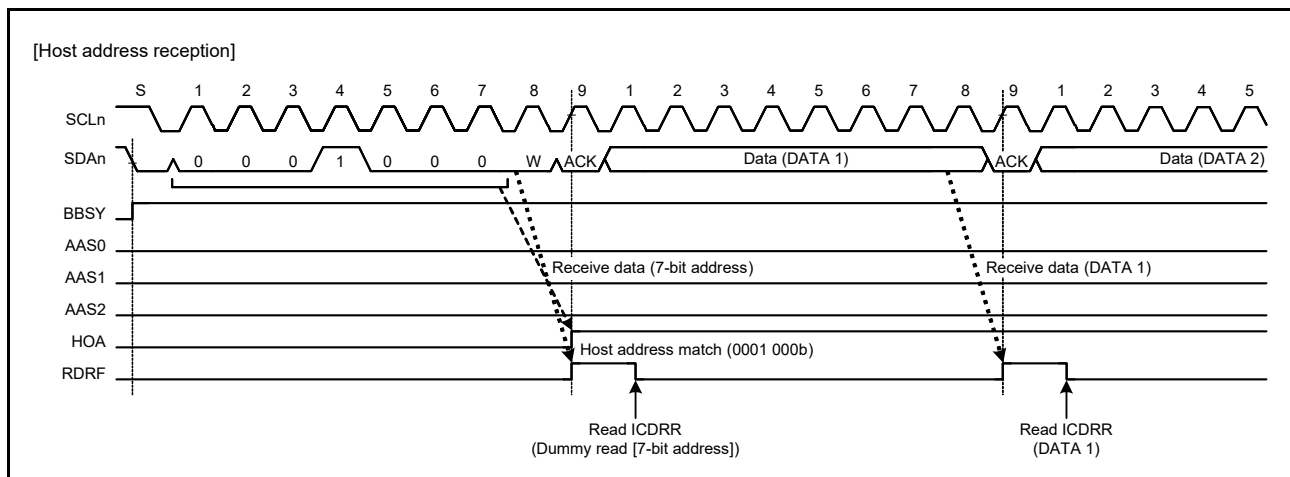 [Host address reception]
S 1 2 3 4 5 6 7 8 9 1 2 3 4 5 6 7 8 9 1 2 3 4 5
SCLn
SDAn 0 0 0 1 0 0 0 W ACK Data (DATA 1) ACK Data (DATA 2)
BBSY
AAS0
Receive data (7-bit address) Receive data (DATA 1)
AAS1
AAS2
HOA
Host address match (0001 000b)
RDRF
Read ICDRR Read ICDRR
(Dummy read [7-bit address]) (DATA 1)